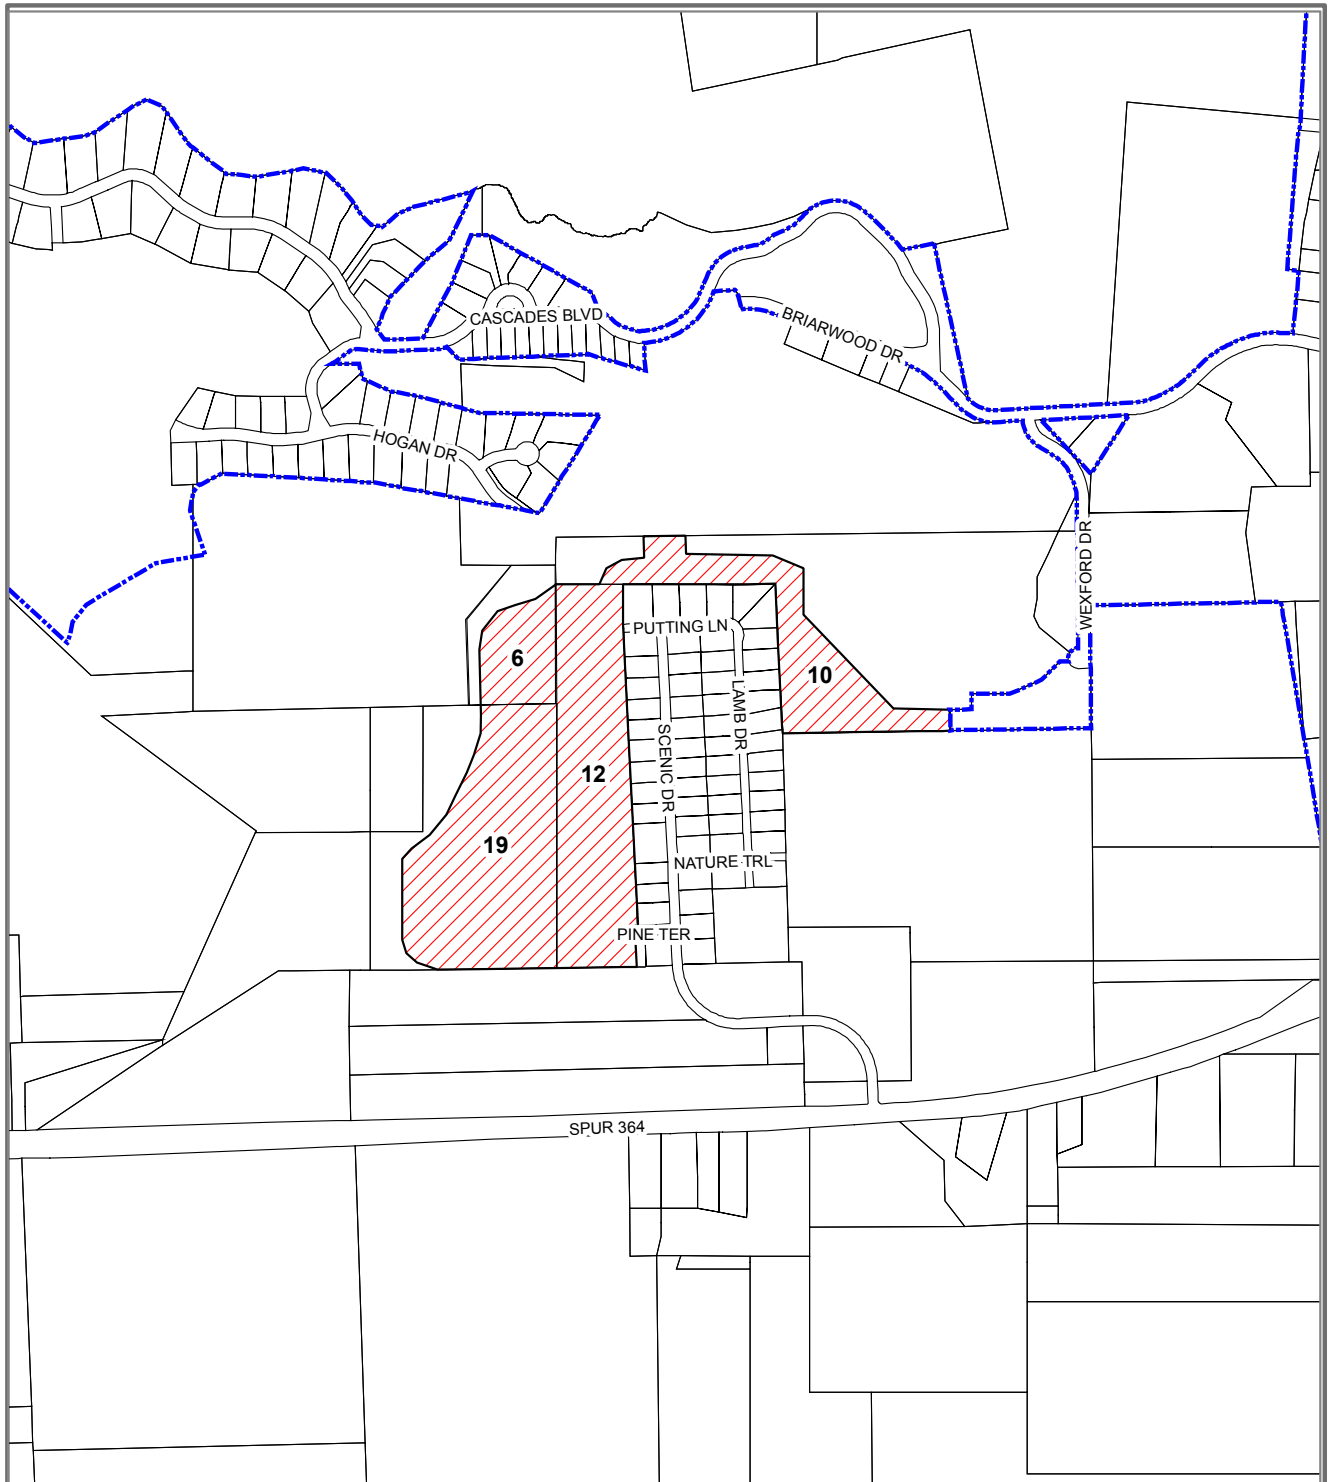 CASCADES BLVD
BRIARWOOD DR
HOGAN DR
WEXFORD DR
PUTTING LN
6
10
LAMB DR
SCENIC DR
12
19
NATURE TRL
PINE TER
SPUR 364